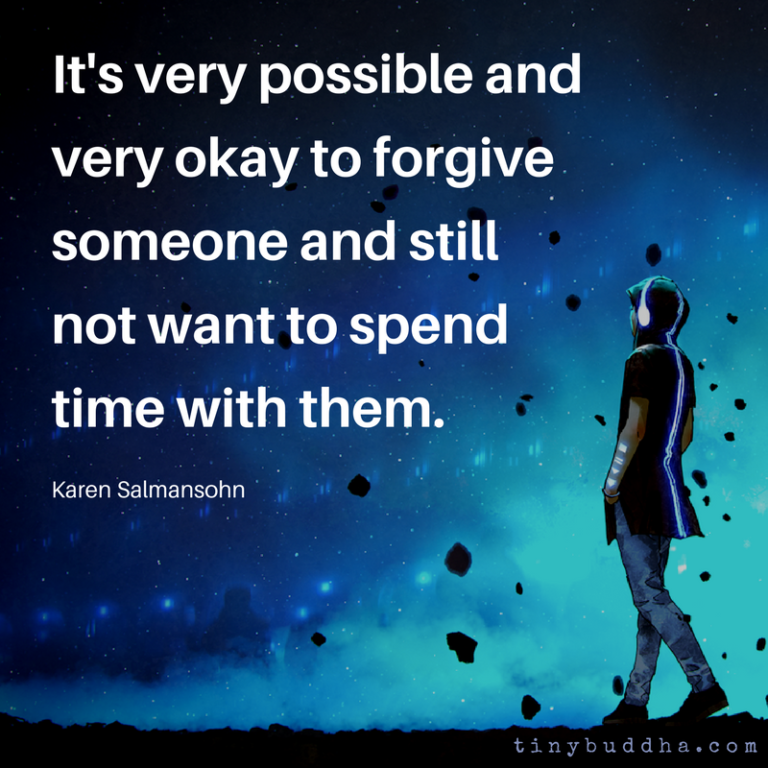 It's very possible and
very okay to forgive
someone and still
not want to spend
time with them.
Karen Salmansohn
tinybuddha.com